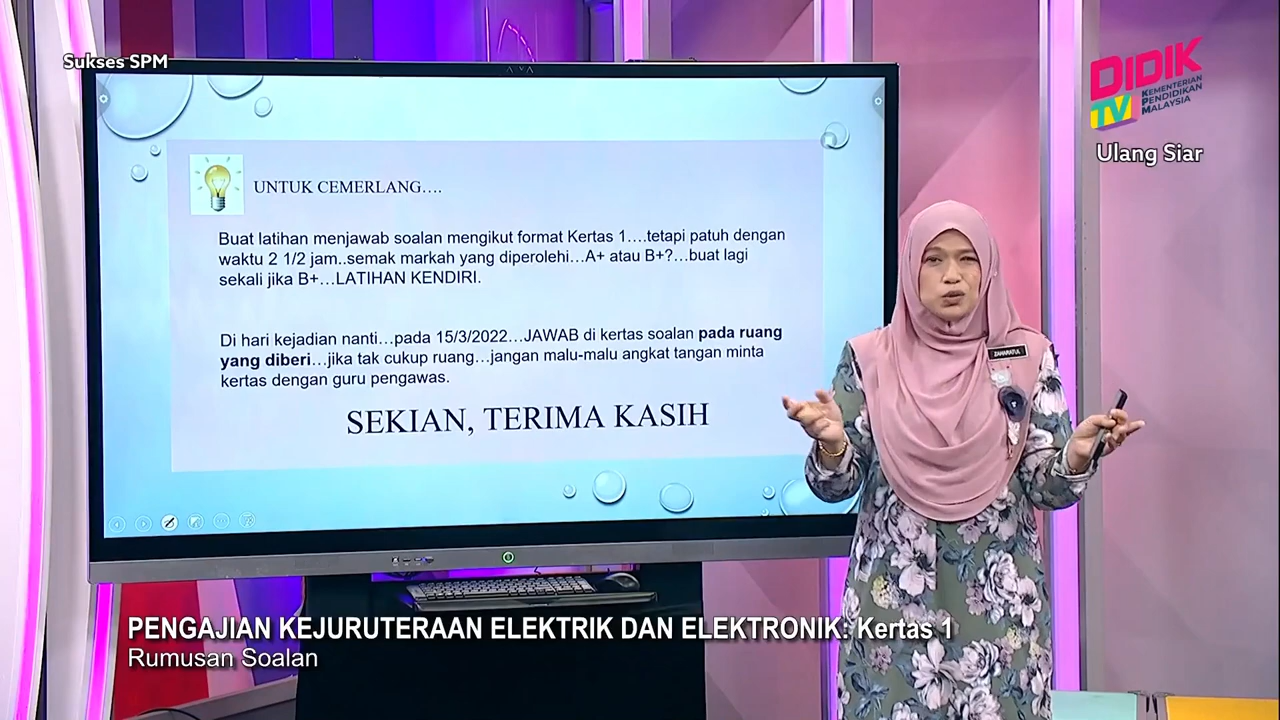 Sukses SPM
DIDIK
TV
KEMENTERIAN
PENDIDIKAN
MALAYSIA
Ulang Siar
UNTUK CEMERLANG….
Buat latihan menjawab soalan mengikut format Kertas 1….tetapi patuh dengan
waktu 2 1/2 jam..semak markah yang diperolehi…A+ atau B+?…buat lagi
sekali jika B+…LATIHAN KENDIRI.
Di hari kejadian nanti…pada 15/3/2022…JAWAB di kertas soalan pada ruang
yang diberi…jika tak cukup ruang…jangan malu-malu angkat tangan minta
kertas dengan guru pengawas.
SEKIAN, TERIMA KASIH
ZAHARATUL
PENGAJIAN KEJURUTERAAN ELEKTRIK DAN ELEKTRONIK: Kertas 1
Rumusan Soalan